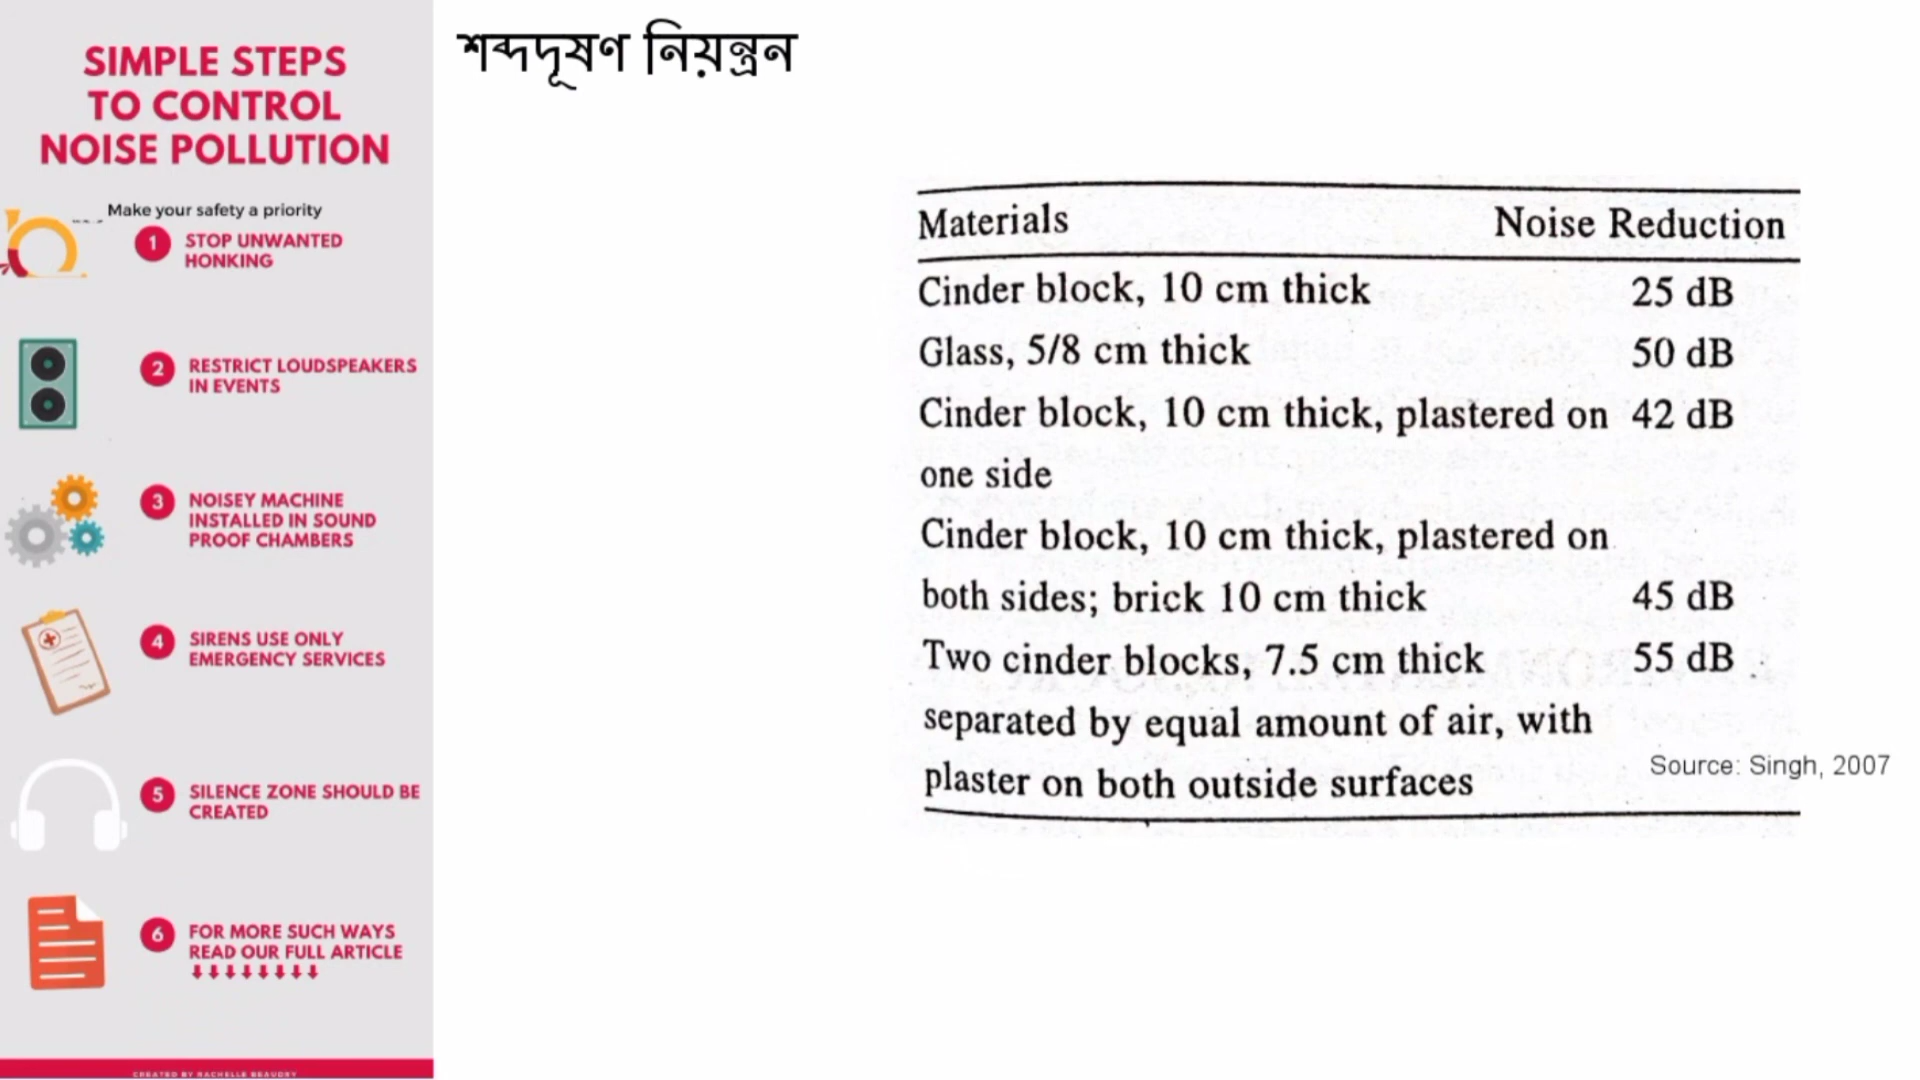 SIMPLE STEPS
TO CONTROL
NOISE POLLUTION
Make your safety a priority
1 STOP UNWANTED
HONKING
2 RESTRICT LOUDSPEAKERS
IN EVENTS
3 NOISEY MACHINE
INSTALLED IN SOUND
PROOF CHAMBERS
4 SIRENS USE ONLY
EMERGENCY SERVICES
5 SILENCE ZONE SHOULD BE
CREATED
6 FOR MORE SUCH WAYS
READ OUR FULL ARTICLE
CREATED BY RACHELLE BEAUDRY
শব্দদূষণ নিয়ন্ত্রন
Materials Noise Reduction
Cinder block, 10 cm thick 25 dB
Glass, 5/8 cm thick 50 dB
Cinder block, 10 cm thick, plastered on 42 dB
one side
Cinder block, 10 cm thick, plastered on
both sides; brick 10 cm thick 45 dB
Two cinder blocks, 7.5 cm thick 55 dB
separated by equal amount of air, with
plaster on both outside surfaces
Source: Singh, 2007